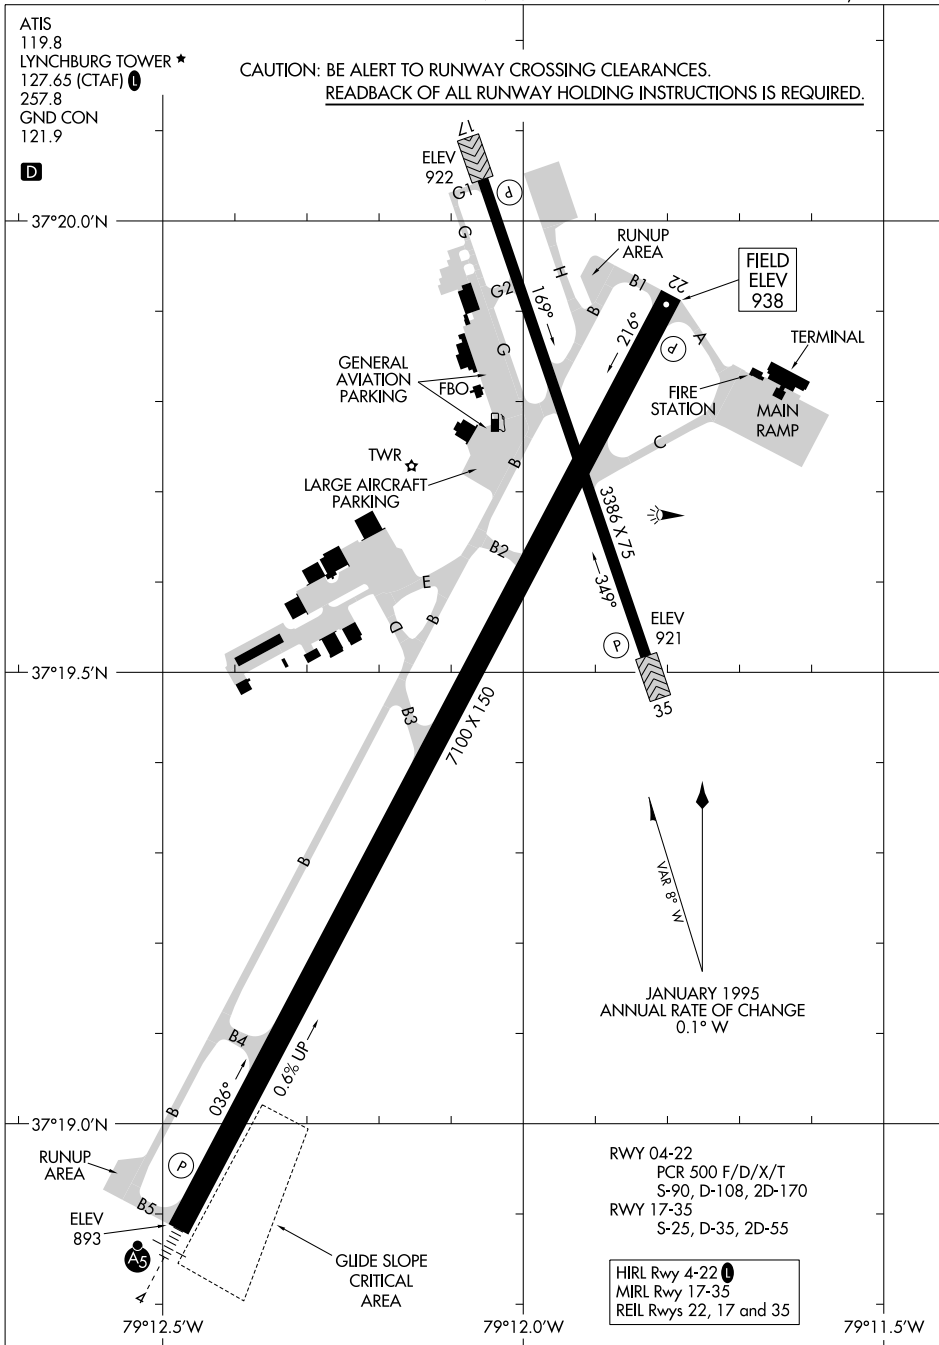 ATIS
119.8
LYNCHBURG TOWER ★
127.65 (CTAF) L
257.8
GND CON
121.9
D
CAUTION: BE ALERT TO RUNWAY CROSSING CLEARANCES.
READBACK OF ALL RUNWAY HOLDING INSTRUCTIONS IS REQUIRED.
17
ELEV
922
G1
P
37°20.0'N
G
H
RUNUP
AREA
B1
22
FIELD
ELEV
938
G2
169°
B
216°
A
P
TERMINAL
G
GENERAL
AVIATION
PARKING
FBO
FIRE
STATION
MAIN
RAMP
C
TWR
B
LARGE AIRCRAFT
PARKING
3386 X 75
B2
349°
E
D
B
ELEV
921
P
37°19.5'N
35
B3
7100 X 150
B
VAR 8° W
JANUARY 1995
ANNUAL RATE OF CHANGE
0.1° W
B4
036°
0.6% UP
B
37°19.0'N
RUNUP
AREA
P
B5
ELEV
893
A5
4
GLIDE SLOPE
CRITICAL
AREA
RWY 04-22
PCR 500 F/D/X/T
S-90, D-108, 2D-170
RWY 17-35
S-25, D-35, 2D-55
HIRL Rwy 4-22 L
MIRL Rwy 17-35
REIL Rwys 22, 17 and 35
79°12.5'W
79°12.0'W
79°11.5'W